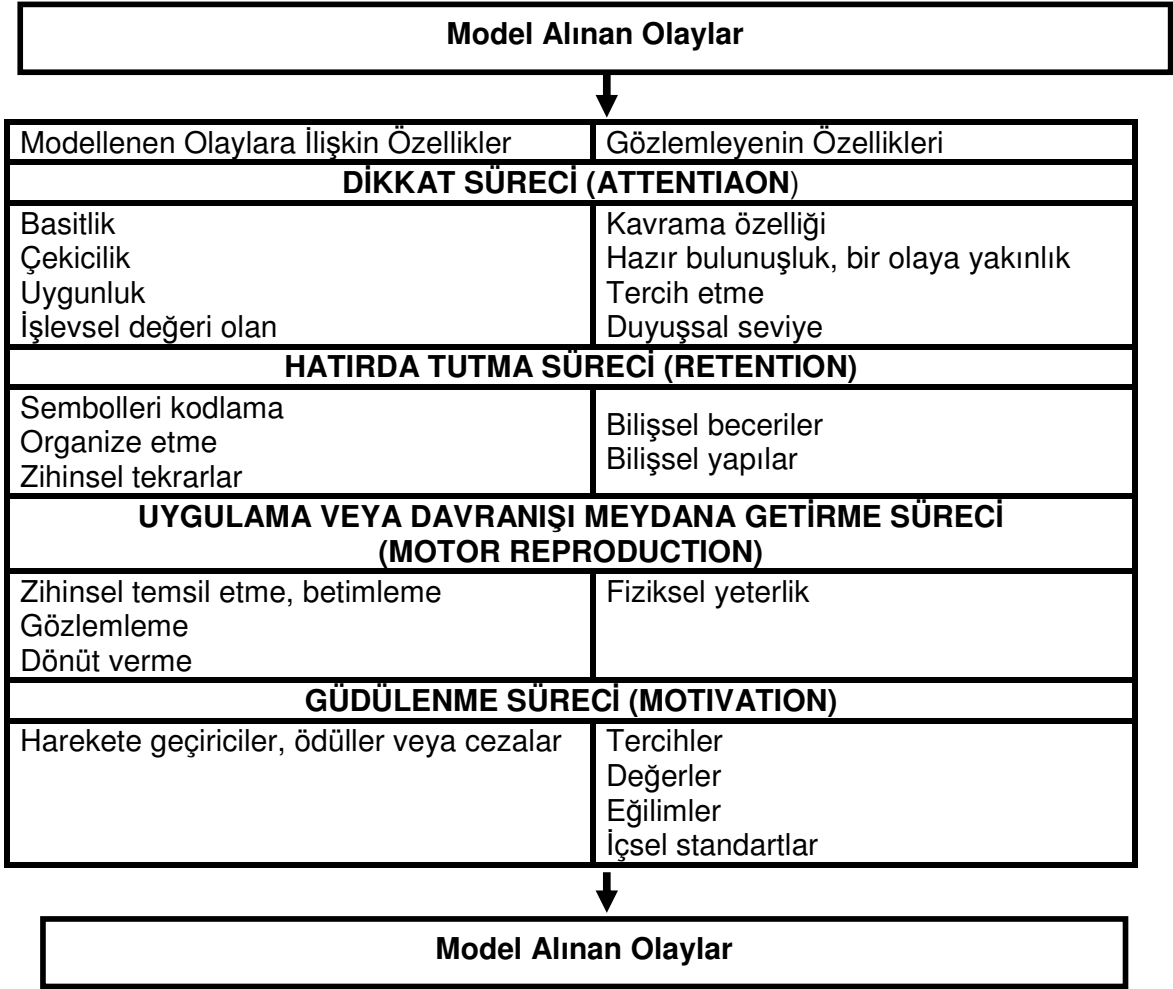 Model Alınan Olaylar
Modellenen Olaylara İlişkin Özellikler
Gözlemleyenin Özellikleri
DİKKAT SÜRECİ (ATTENTIAON)
Basitlik
Çekicilik
Uygunluk
İşlevsel değeri olan
Kavrama özelliği
Hazır bulunuşluk, bir olaya yakınlık
Tercih etme
Duyuşsal seviye
HATIRDA TUTMA SÜRECİ (RETENTION)
Sembolleri kodlama
Organize etme
Zihinsel tekrarlar
Bilişsel beceriler
Bilişsel yapılar
UYGULAMA VEYA DAVRANIŞI MEYDANA GETİRME SÜRECİ
(MOTOR REPRODUCTION)
Zihinsel temsil etme, betimleme
Gözlemleme
Dönüt verme
Fiziksel yeterlik
GÜDÜLENME SÜRECİ (MOTIVATION)
Harekete geçiriciler, ödüller veya cezalar
Tercihler
Değerler
Eğilimler
İçsel standartlar
Model Alınan Olaylar